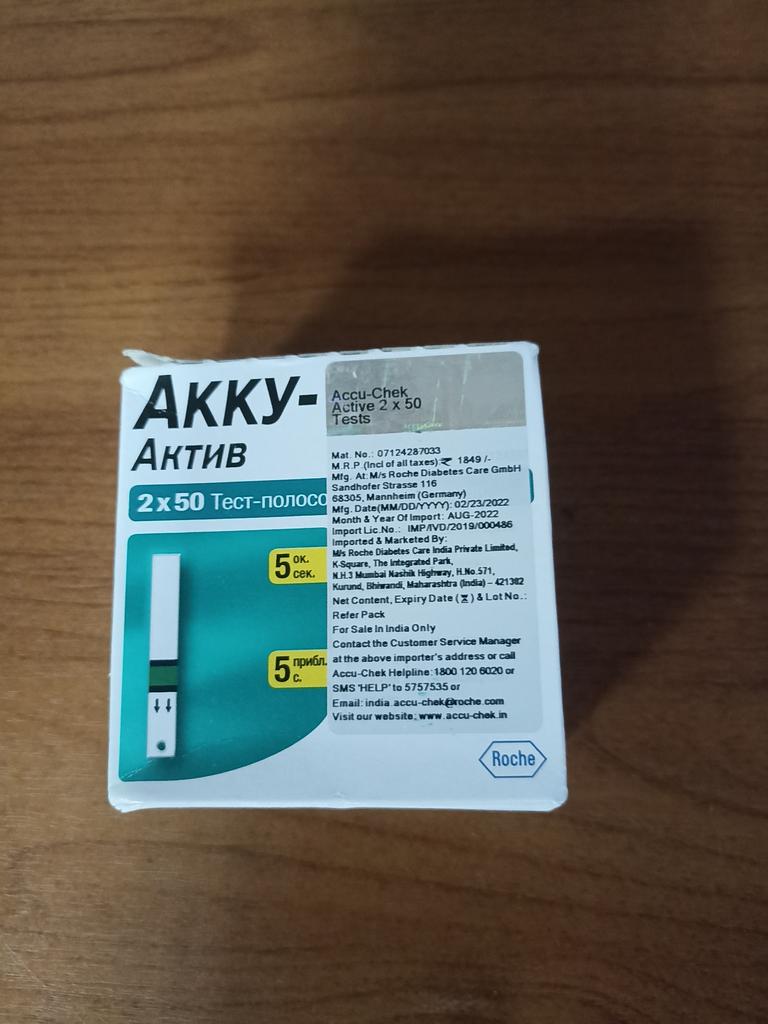 Акку-
Актив
2 x 50 Тест-полосо
5 ок.
сек.
5 прибл.
с.
Accu-Chek
Active 2 x 50
Tests
Mat. No.: 07124287033
M.R.P.(Incl of all taxes):₹ 1849 /-
Mfg. At: M/s Roche Diabetes Care GmbH
Sandhofer Strasse 116
68305, Mannheim (Germany)
Mfg. Date(MM/DD/YYYY): 02/23/2022
Month & Year Of Import: AUG-2022
Import Lic.No.: IMP/IVD/2019/000486
Imported & Marketed By:
M/s Roche Diabetes Care India Private Limited,
K-Square, The Integrated Park,
N.H.3 Mumbai Nashik Highway, H.No.571,
Kurund, Bhiwandi, Maharashtra (India) – 421302
Net Content, Expiry Date (⌛) & Lot No.:
Refer Pack
For Sale In India Only
Contact the Customer Service Manager
at the above importer's address or call
Accu-Chek Helpline:1800 120 6020 or
SMS 'HELP' to 5757535 or
Email: india.accu-chek@roche.com
Visit our website: www.accu-chek.in
Roche